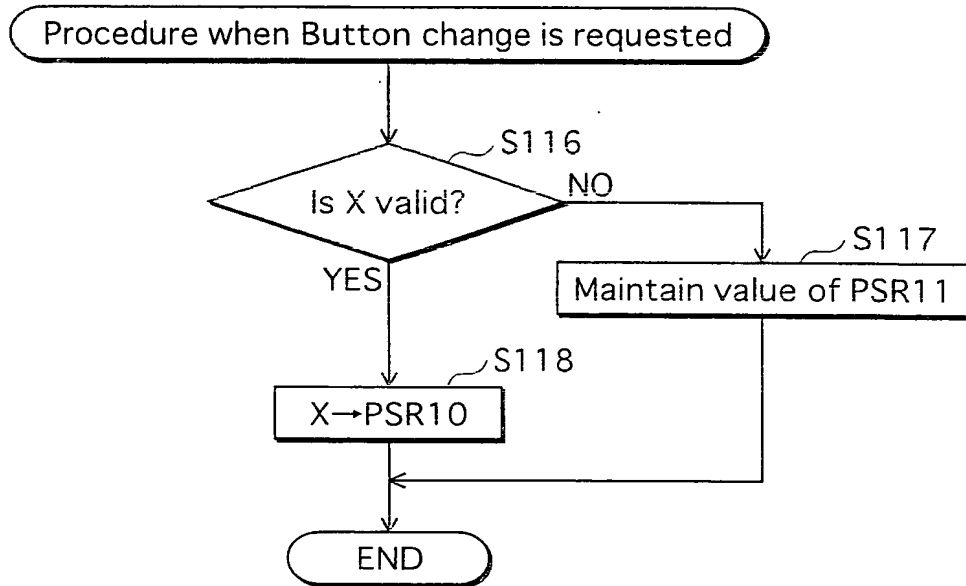 Procedure when Button change is requested
S116
Is X valid?
NO
YES
S117
Maintain value of PSR11
S118
X→PSR10
END